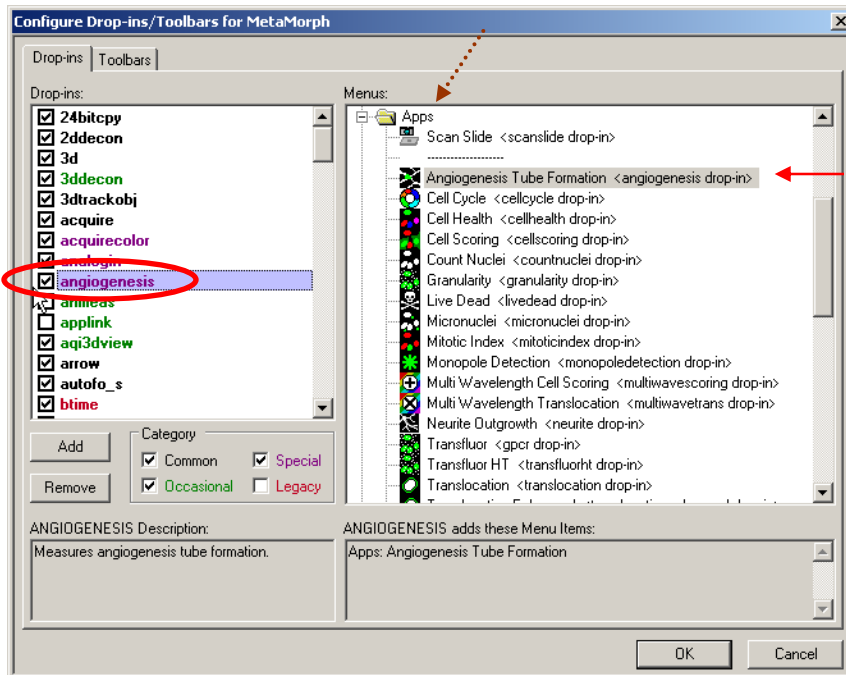 Configure Drop-ins/Toolbars for MetaMorph
Drop-ins
Toolbars
Drop-ins:
24bitcpy
2ddecon
3d
3ddecon
3dtrackobj
acquire
acquirecolor
analogin
angiogenesis
applink
aqi3dview
arrow
autofo_s
btime
Add
Remove
Category
Common
Special
Occasional
Legacy
Menus:
Apps
Scan Slide <scanslide drop-in>
--------------------
Angiogenesis Tube Formation <angiogenesis drop-in>
Cell Cycle <cellcycle drop-in>
Cell Health <cellhealth drop-in>
Cell Scoring <cellscoring drop-in>
Count Nuclei <countnuclei drop-in>
Granularity <granularity drop-in>
Live Dead <livedead drop-in>
Micronuclei <micronuclei drop-in>
Mitotic Index <mitoticindex drop-in>
Monopole Detection <monopoledetection drop-in>
Multi Wavelength Cell Scoring <multiwavescoring drop-in>
Multi Wavelength Translocation <multiwavetrans drop-in>
Neurite Outgrowth <neurite drop-in>
Transfluor <gpcr drop-in>
Transfluor HT <transfluorht drop-in>
Translocation <translocation drop-in>
ANGIOGENESIS Description:
Measures angiogenesis tube formation.
ANGIOGENESIS adds these Menu Items:
Apps: Angiogenesis Tube Formation
OK
Cancel